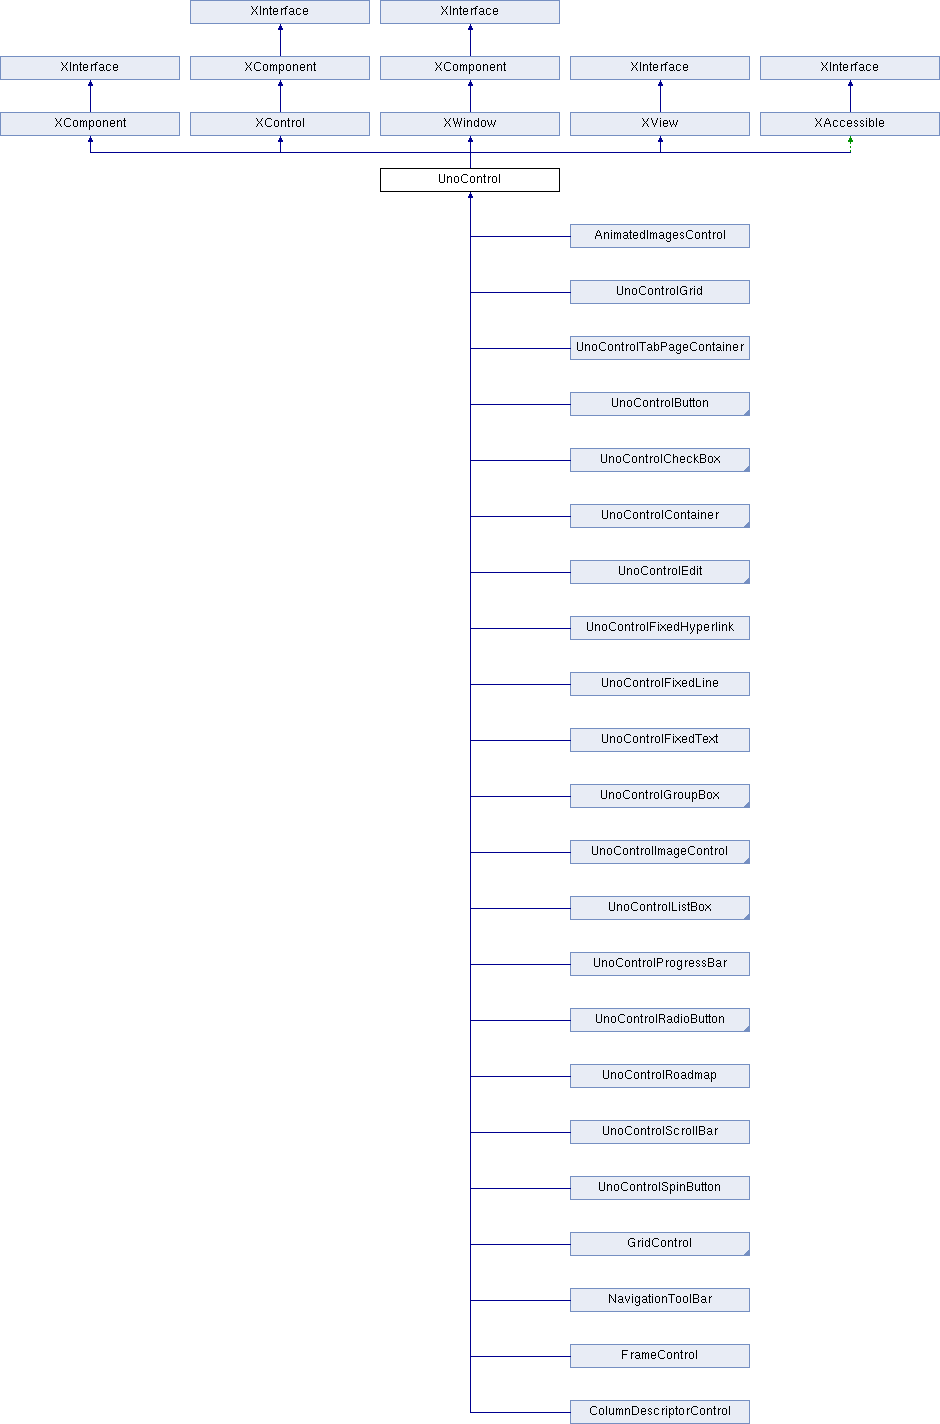 XInterface
XInterface
XInterface
XComponent
XComponent
XInterface
XInterface
XComponent
XControl
XWindow
XView
XAccessible
UnoControl
AnimatedImagesControl
UnoControlGrid
UnoControlTabPageContainer
UnoControlButton
UnoControlCheckBox
UnoControlContainer
UnoControlEdit
UnoControlFixedHyperlink
UnoControlFixedLine
UnoControlFixedText
UnoControlGroupBox
UnoControlImageControl
UnoControlListBox
UnoControlProgressBar
UnoControlRadioButton
UnoControlRoadmap
UnoControlScrollBar
UnoControlSpinButton
GridControl
NavigationToolBar
FrameControl
ColumnDescriptorControl